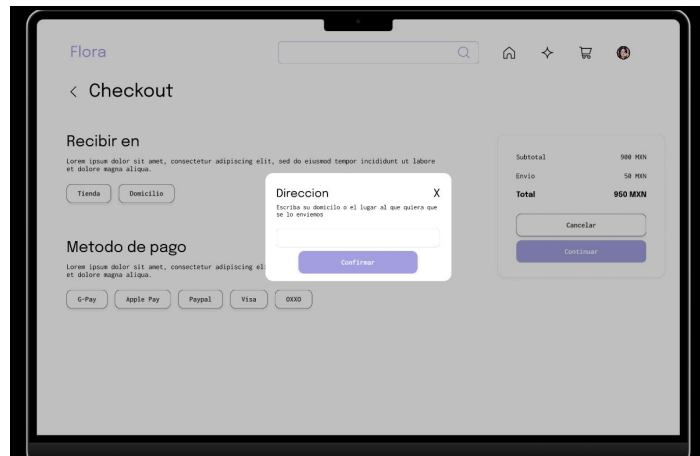 Flora
Checkout
Recibir en
Lorem ipsum dolor sit amet, consectetur adipiscing elit, sed do eiusmod tempor incididunt ut labore
et dolore magna aliqua.
Tienda
Domicilio
Metodo de pago
Lorem ipsum dolor sit amet, consectetur adipiscing el
et dolore magna aliqua.
G-Pay
Apple Pay
Paypal
Visa
OXXO
Direccion X
Escriba su domicilo o el lugar al que quiera que
se lo enviemos
Confirmar
Subtotal 900 MXN
Envio 50 MXN
Total 950 MXN
Cancelar
Continuar